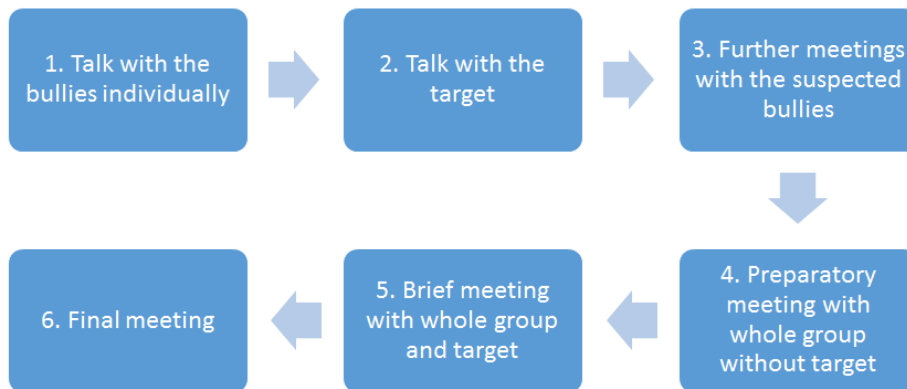 1. Talk with the
bullies individually
2. Talk with the
target
3. Further meetings
with the suspected
bullies
4. Preparatory
meeting with
whole group
without target
5. Brief meeting
with whole group
and target
6. Final meeting